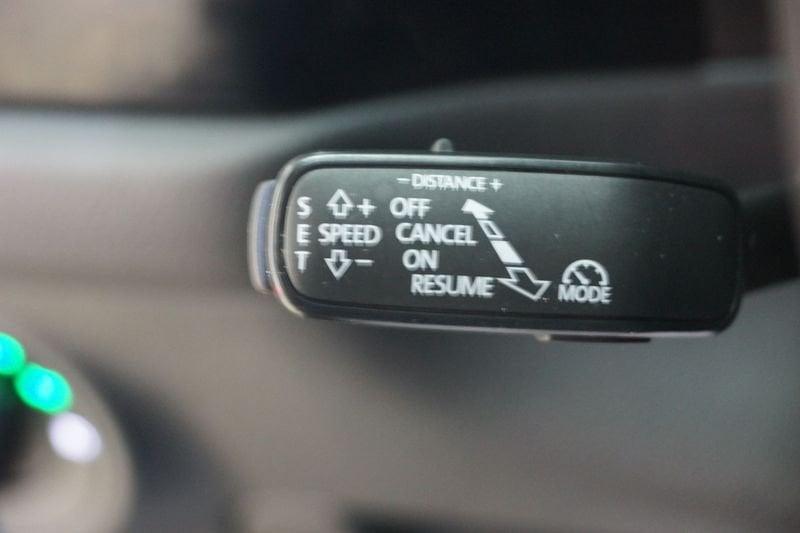 - DISTANCE +
S + OFF
E SPEED CANCEL
T - ON
RESUME
MODE